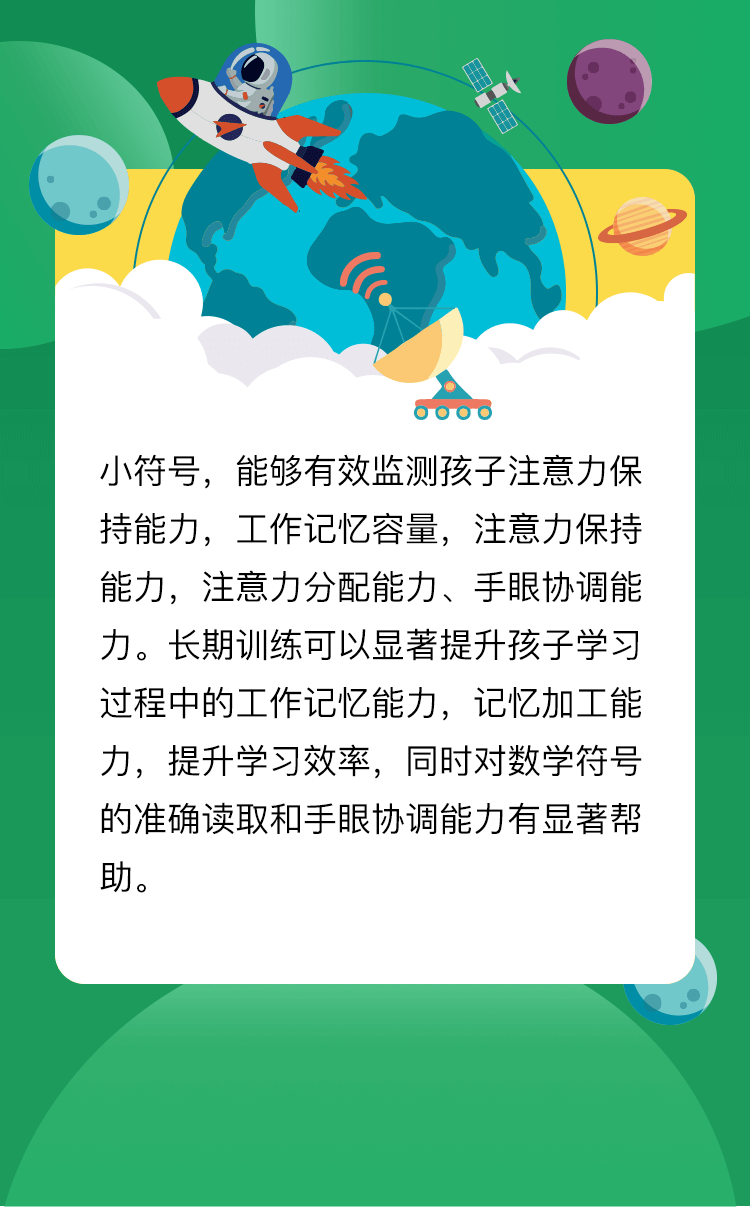 小符号，能够有效监测孩子注意力保
持能力，工作记忆容量，注意力保持
能力，注意力分配能力、手眼协调能
力。长期训练可以显著提升孩子学习
过程中的工作记忆能力，记忆加工能
力，提升学习效率，同时对数学符号
的准确读取和手眼协调能力有显著帮
助。